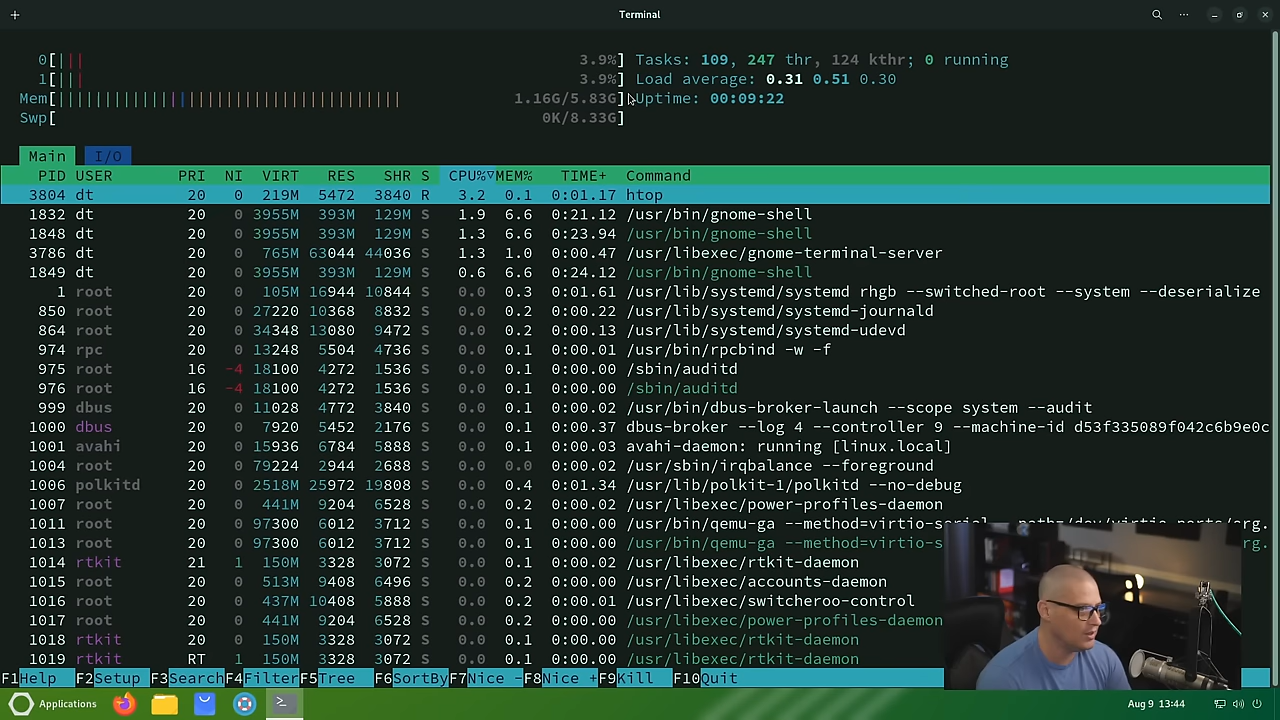 Terminal
0[||| 3.9%] Tasks: 109, 247 thr, 124 kthr; 0 running
1[||| 3.9%] Load average: 0.31 0.51 0.30
Mem[||||||||||||||||||||||||||||||||||||| 1.16G/5.83G] Uptime: 00:09:22
Swp[ 0K/8.33G]
Main I/O
PID USER PRI NI VIRT RES SHR S CPU%▽MEM% TIME+ Command
3804 dt 20 0 219M 5472 3840 R 3.2 0.1 0:01.17 htop
1832 dt 20 0 3955M 393M 129M S 1.9 6.6 0:21.12 /usr/bin/gnome-shell
1848 dt 20 0 3955M 393M 129M S 1.3 6.6 0:23.94 /usr/bin/gnome-shell
3786 dt 20 0 765M 63044 44036 S 1.3 1.0 0:00.47 /usr/libexec/gnome-terminal-server
1849 dt 20 0 3955M 393M 129M S 0.6 6.6 0:24.12 /usr/bin/gnome-shell
1 root 20 0 105M 16944 10844 S 0.0 0.3 0:01.61 /usr/lib/systemd/systemd rhgb --switched-root --system --deserialize
850 root 20 0 27220 10368 8832 S 0.0 0.2 0:00.22 /usr/lib/systemd/systemd-journald
864 root 20 0 34348 13080 9472 S 0.0 0.2 0:00.13 /usr/lib/systemd/systemd-udevd
974 rpc 20 0 13248 5504 4736 S 0.0 0.1 0:00.01 /usr/bin/rpcbind -w -f
975 root 16 -4 18100 4272 1536 S 0.0 0.1 0:00.00 /sbin/auditd
976 root 16 -4 18100 4272 1536 S 0.0 0.1 0:00.00 /sbin/auditd
999 dbus 20 0 11028 4772 3840 S 0.0 0.1 0:00.02 /usr/bin/dbus-broker-launch --scope system --audit
1000 dbus 20 0 7920 5452 2176 S 0.0 0.1 0:00.37 dbus-broker --log 4 --controller 9 --machine-id d53f335089f042c6b9e0c
1001 avahi 20 0 15936 6784 5888 S 0.0 0.1 0:00.03 avahi-daemon: running [linux.local]
1004 root 20 0 79224 2944 2688 S 0.0 0.0 0:00.02 /usr/sbin/irqbalance --foreground
1006 polkitd 20 0 2518M 25972 19808 S 0.0 0.4 0:01.34 /usr/lib/polkit-1/polkitd --no-debug
1007 root 20 0 441M 9204 6528 S 0.0 0.2 0:00.03 /usr/libexec/power-profiles-daemon
1011 root 20 0 97300 6012 3712 S 0.0 0.1 0:00.00 /usr/bin/qemu-ga --method=virtio-serial --path=/dev/virtio-ports/org.
1013 root 20 0 97300 6012 3712 S 0.0 0.1 0:00.00 /usr/bin/qemu-ga --method=virtio-s rg.
1014 rtkit 21 1 150M 3328 3072 S 0.0 0.1 0:00.02 /usr/libexec/rtkit-daemon
1015 root 20 0 513M 9408 6496 S 0.0 0.2 0:00.02 /usr/libexec/accounts-daemon
1016 root 20 0 437M 10408 5888 S 0.0 0.2 0:00.01 /usr/libexec/switcheroo-control
1017 root 20 0 441M 9204 6528 S 0.0 0.2 0:00.00 /usr/libexec/power-profiles-daemon
1018 rtkit 20 0 150M 3328 3072 S 0.0 0.1 0:00.00 /usr/libexec/rtkit-daemon
1019 rtkit RT 1 150M 3328 3072 S 0.0 0.1 0:00.00 /usr/libexec/rtkit-daemon
F1Help F2Setup F3SearchF4FilterF5Tree F6SortByF7Nice -F8Nice +F9Kill F10Quit
Applications Aug 9 13:44